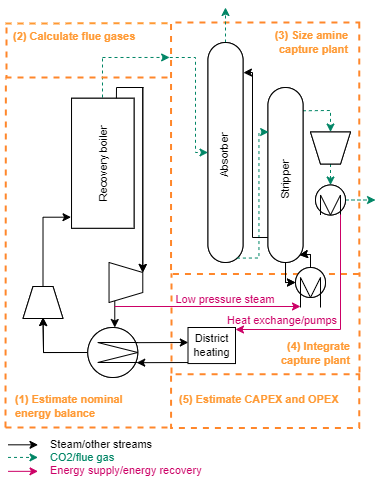 (2) Calculate flue gases
(3) Size amine
capture plant
Recovery boiler
Absorber
Stripper
Low pressure steam
Heat exchange/pumps
District
heating
(4) Integrate
capture plant
(1) Estimate nominal
energy balance
(5) Estimate CAPEX and OPEX
Steam/other streams
CO2/flue gas
Energy supply/energy recovery